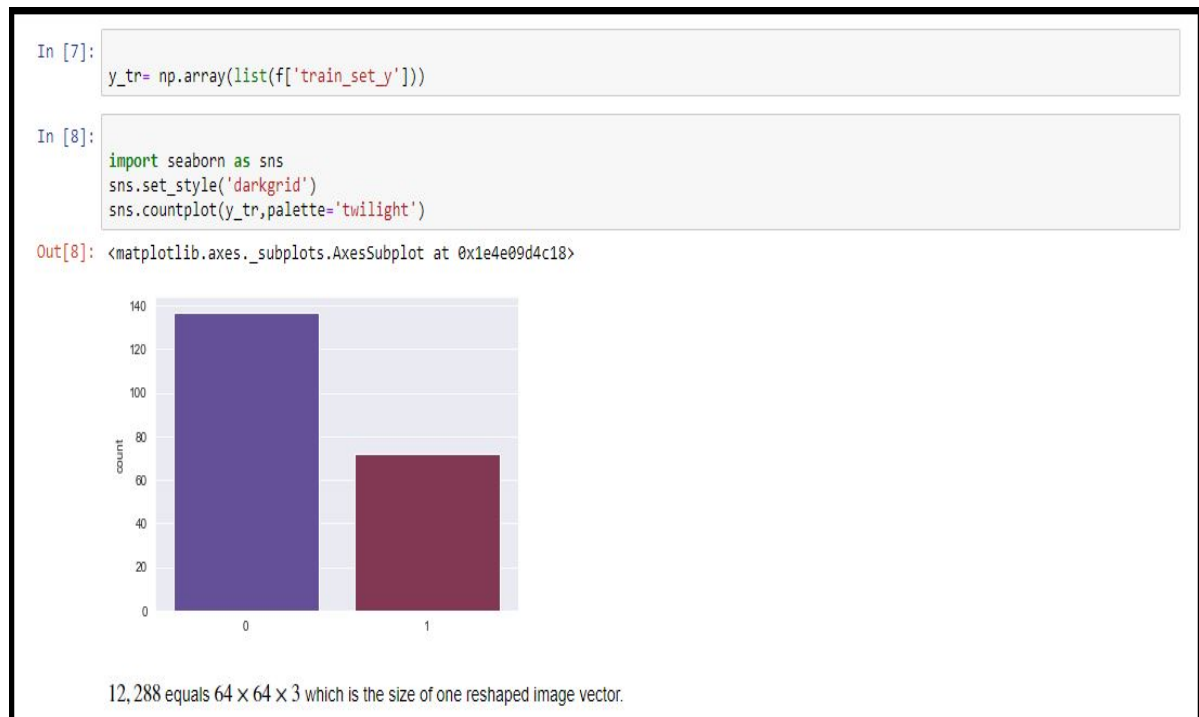 In [7]:
y_tr= np.array(list(f['train_set_y']))
In [8]:
import seaborn as sns
sns.set_style('darkgrid')
sns.countplot(y_tr,palette='twilight')
Out[8]: <matplotlib.axes._subplots.AxesSubplot at 0x1e4e09d4c18>
140
120
100
80
60
40
20
0
count
0 1
12, 288 equals 64 × 64 × 3 which is the size of one reshaped image vector.